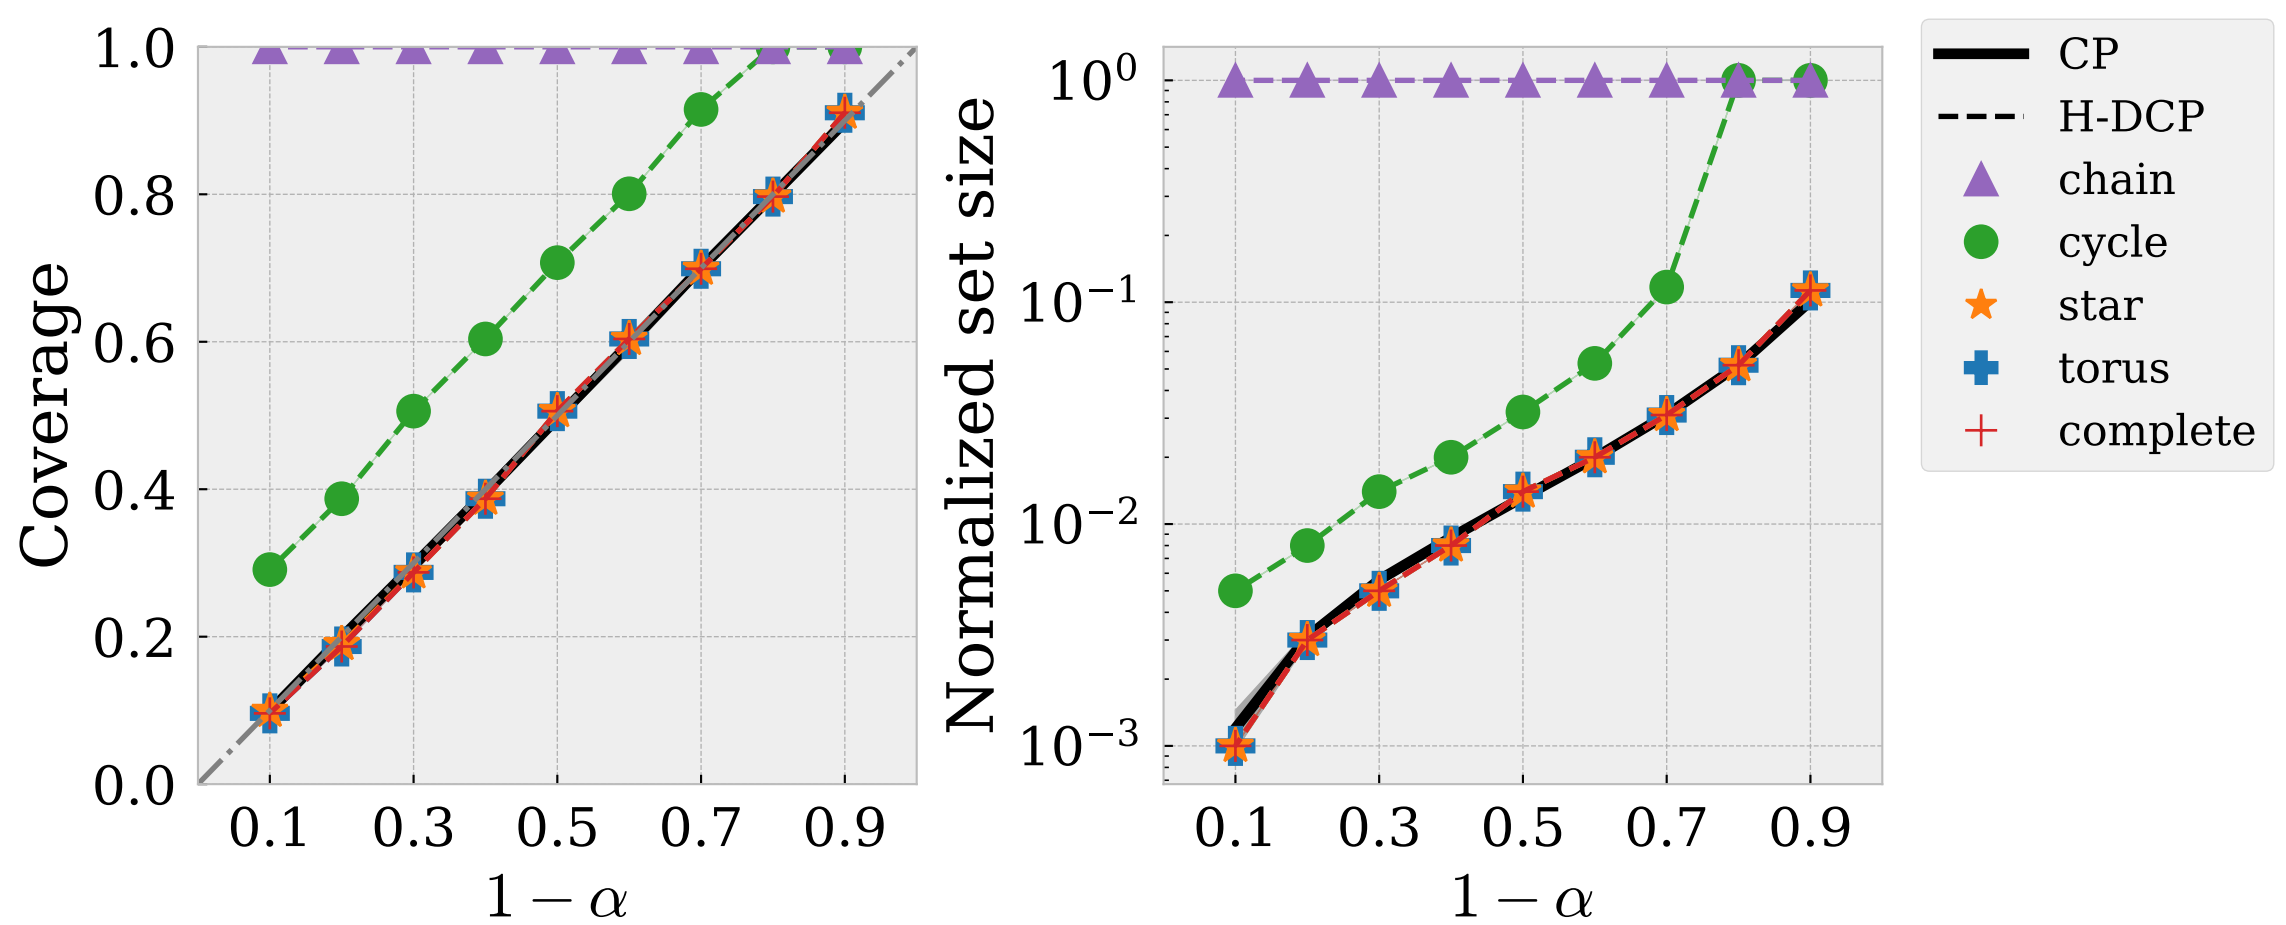 Coverage
1.0
0.8
0.6
0.4
0.2
0.0
0.1 0.3 0.5 0.7 0.9
1 − α
Normalized set size
10⁰
10⁻¹
10⁻²
10⁻³
0.1 0.3 0.5 0.7 0.9
1 − α
CP
H-DCP
chain
cycle
star
torus
complete